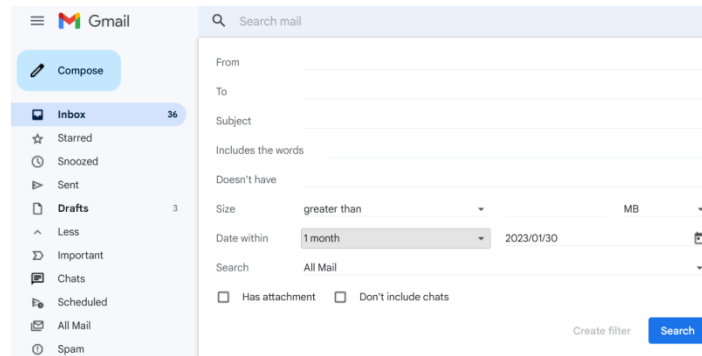 Gmail
Search mail
Compose
Inbox 36
Starred
Snoozed
Sent
Drafts 3
Less
Important
Chats
Scheduled
All Mail
Spam
From
To
Subject
Includes the words
Doesn't have
Size greater than MB
Date within 1 month 2023/01/30
Search All Mail
Has attachment Don't include chats
Create filter Search